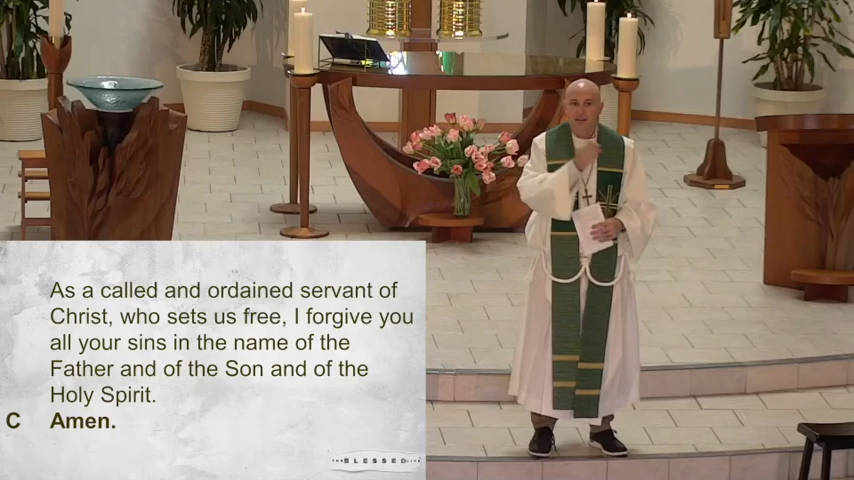 As a called and ordained servant of
Christ, who sets us free, I forgive you
all your sins in the name of the
Father and of the Son and of the
Holy Spirit.
C Amen.
BLESSED